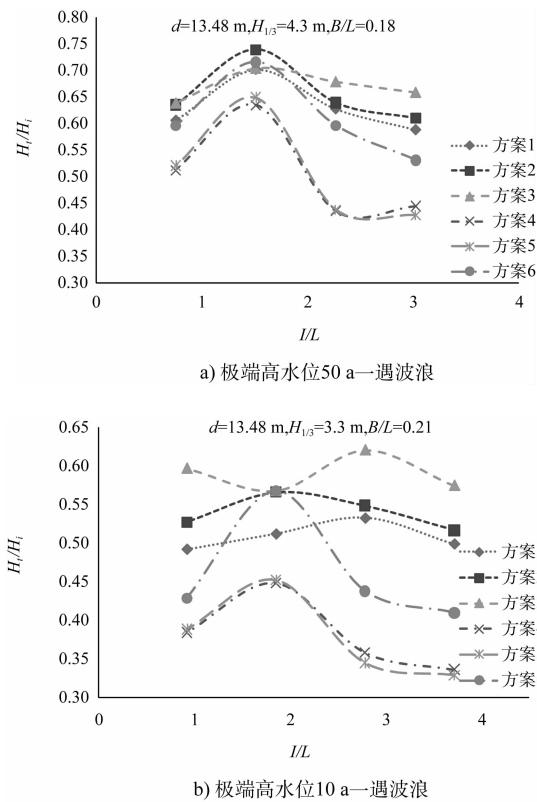 d=13.48 m,H1/3=4.3 m,B/L=0.18
0.80
0.75
0.70
0.65
0.60
0.55
0.50
0.45
0.40
0.35
0.30
Ht/Hi
0 1 2 3 4
I/L
方案1
方案2
方案3
方案4
方案5
方案6
a) 极端高水位50 a一遇波浪
d=13.48 m,H1/3=3.3 m,B/L=0.21
0.65
0.60
0.55
0.50
0.45
0.40
0.35
0.30
Ht/Hi
0 1 2 3 4
I/L
方案
方案
方案
方案
方案
方案
b) 极端高水位10 a一遇波浪